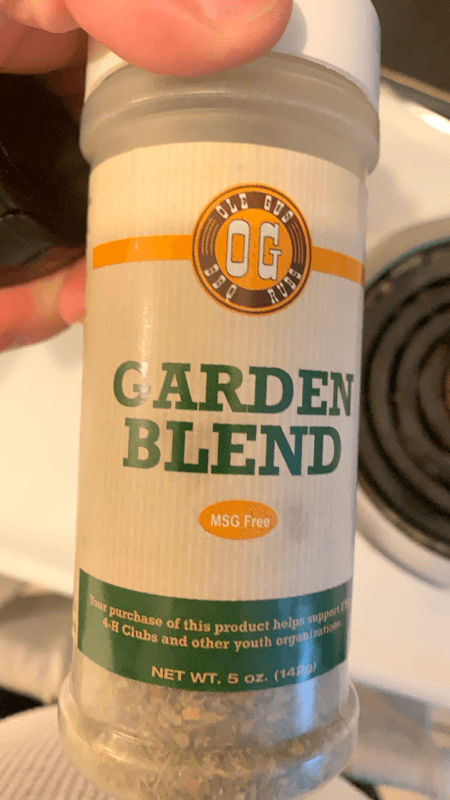 OLE GUS
OG
BBQ RUBS
GARDEN
BLEND
MSG Free
Your purchase of this product helps support
4-H Clubs and other youth organizations.
NET WT. 5 oz. (142g)